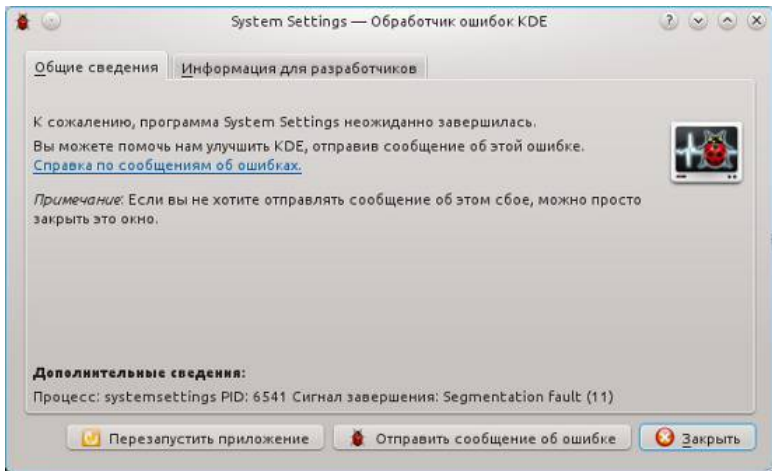 System Settings — Обработчик ошибок KDE
Общие сведения
Информация для разработчиков
К сожалению, программа System Settings неожиданно завершилась.
Вы можете помочь нам улучшить KDE, отправив сообщение об этой ошибке.
Справка по сообщениям об ошибках.
Примечание: Если вы не хотите отправлять сообщение об этом сбое, можно просто
закрыть это окно.
Дополнительные сведения:
Процесс: systemsettings PID: 6541 Сигнал завершения: Segmentation fault (11)
Перезапустить приложение
Отправить сообщение об ошибке
Закрыть